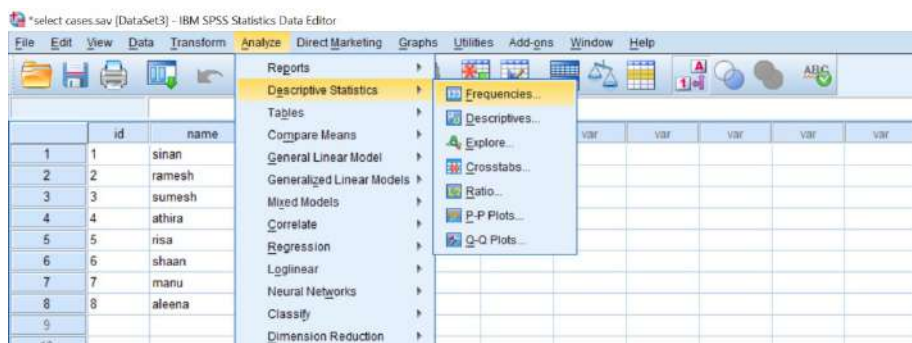 *select cases.sav [DataSet3] - IBM SPSS Statistics Data Editor
File Edit View Data Transform Analyze Direct Marketing Graphs Utilities Add-ons Window Help
Reports
Descriptive Statistics
Tables
Compare Means
General Linear Model
Generalized Linear Models
Mixed Models
Correlate
Regression
Loglinear
Neural Networks
Classify
Dimension Reduction
Frequencies...
Descriptives...
Explore...
Crosstabs...
Ratio...
P-P Plots...
Q-Q Plots...
id name var var var var var
1 1 sinan
2 2 ramesh
3 3 sumesh
4 4 athira
5 5 risa
6 6 shaan
7 7 manu
8 8 aleena
9